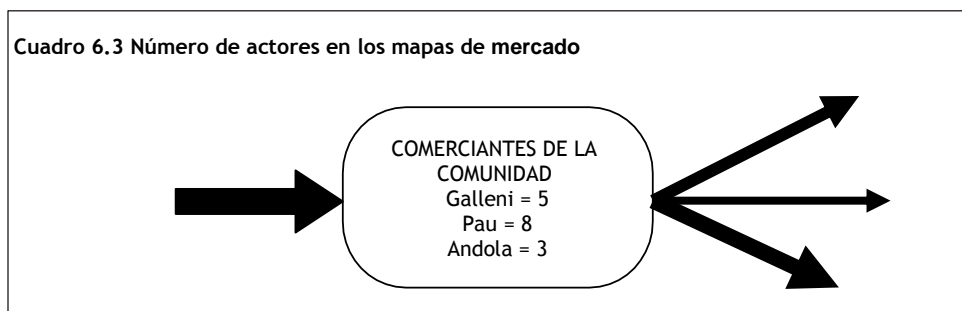 Cuadro 6.3 Número de actores en los mapas de mercado
COMERCIANTES DE LA
COMUNIDAD
Galleni = 5
Pau = 8
Andola = 3